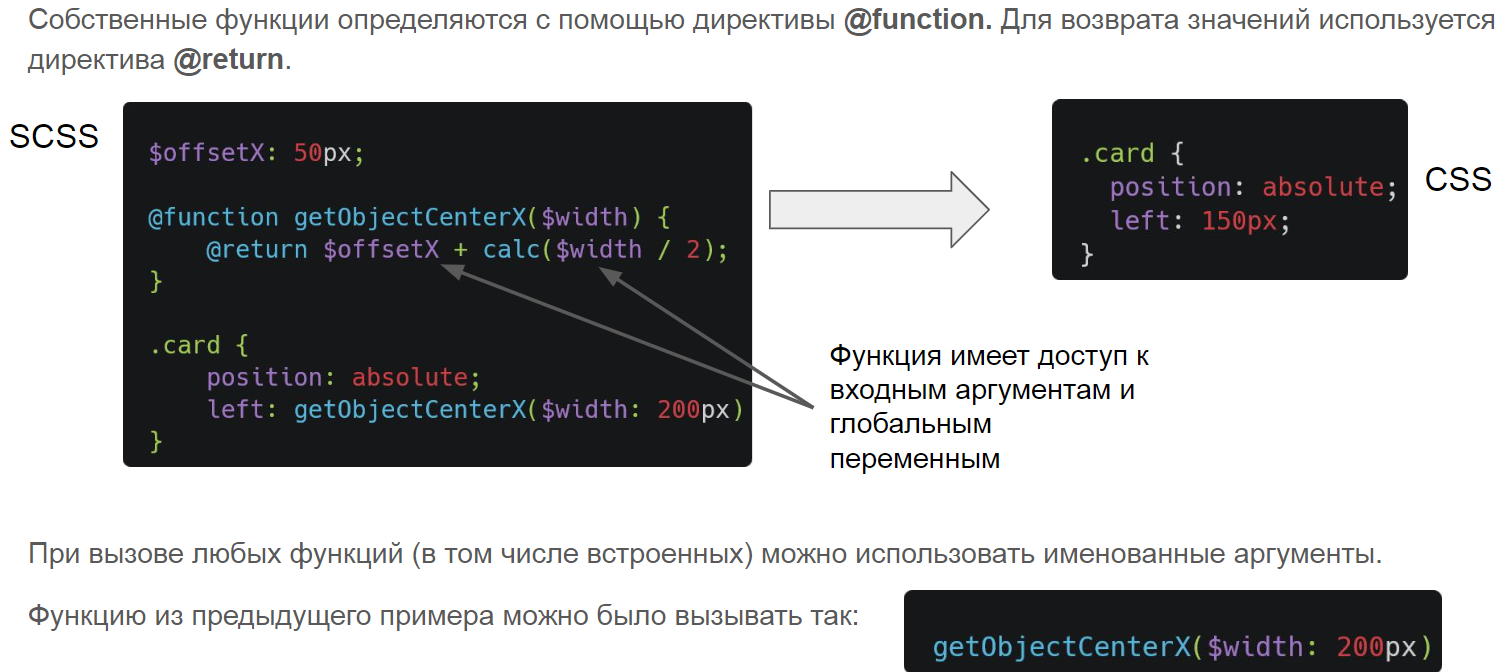 Собственные функции определяются с помощью директивы @function. Для возврата значений используется
директива @return.
SCSS
$offsetX: 50px;
@function getObjectCenterX($width) {
@return $offsetX + calc($width / 2);
}
.card {
position: absolute;
left: getObjectCenterX($width: 200px)
}
.card {
position: absolute;
left: 150px;
}
CSS
Функция имеет доступ к
входным аргументам и
глобальным
переменным
При вызове любых функций (в том числе встроенных) можно использовать именованные аргументы.
Функцию из предыдущего примера можно было вызывать так:
getObjectCenterX($width: 200px)